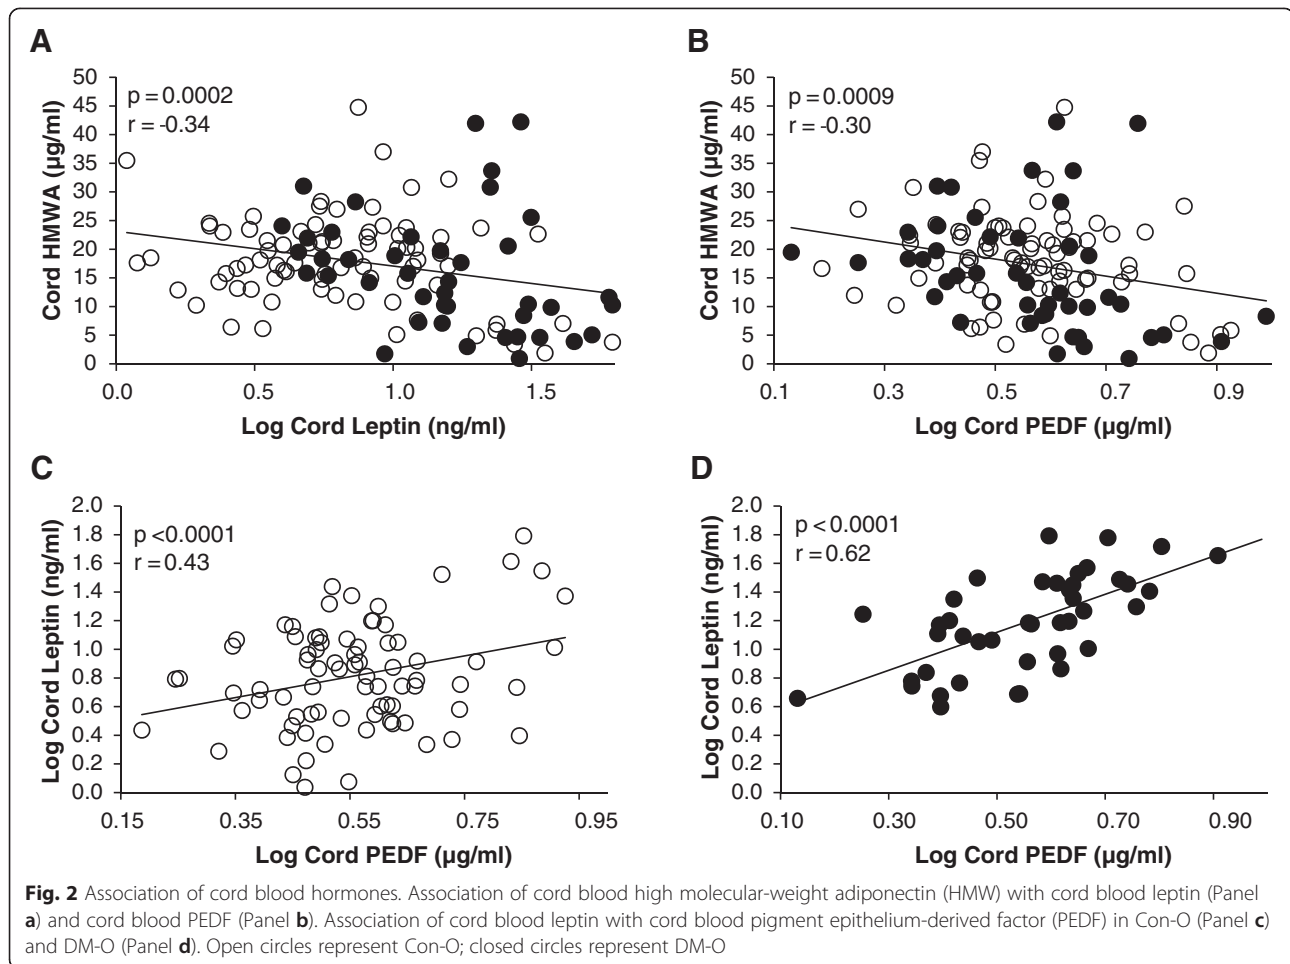 A
p = 0.0002
r = -0.34
Cord HMWA (µg/ml)
50
45
40
35
30
25
20
15
10
5
0
0.0 0.5 1.0 1.5
Log Cord Leptin (ng/ml)
B
p = 0.0009
r = -0.30
Cord HMWA (µg/ml)
50
45
40
35
30
25
20
15
10
5
0
0.1 0.3 0.5 0.7 0.9
Log Cord PEDF (µg/ml)
C
p <0.0001
r = 0.43
Log Cord Leptin (ng/ml)
2.0
1.8
1.6
1.4
1.2
1.0
0.8
0.6
0.4
0.2
0.0
0.15 0.35 0.55 0.75 0.95
Log Cord PEDF (µg/ml)
D
p < 0.0001
r = 0.62
Log Cord Leptin (ng/ml)
2.0
1.8
1.6
1.4
1.2
1.0
0.8
0.6
0.4
0.2
0.0
0.10 0.30 0.50 0.70 0.90
Log Cord PEDF (µg/ml)
Fig. 2 Association of cord blood hormones. Association of cord blood high molecular-weight adiponectin (HMW) with cord blood leptin (Panel
a) and cord blood PEDF (Panel b). Association of cord blood leptin with cord blood pigment epithelium-derived factor (PEDF) in Con-O (Panel c)
and DM-O (Panel d). Open circles represent Con-O; closed circles represent DM-O